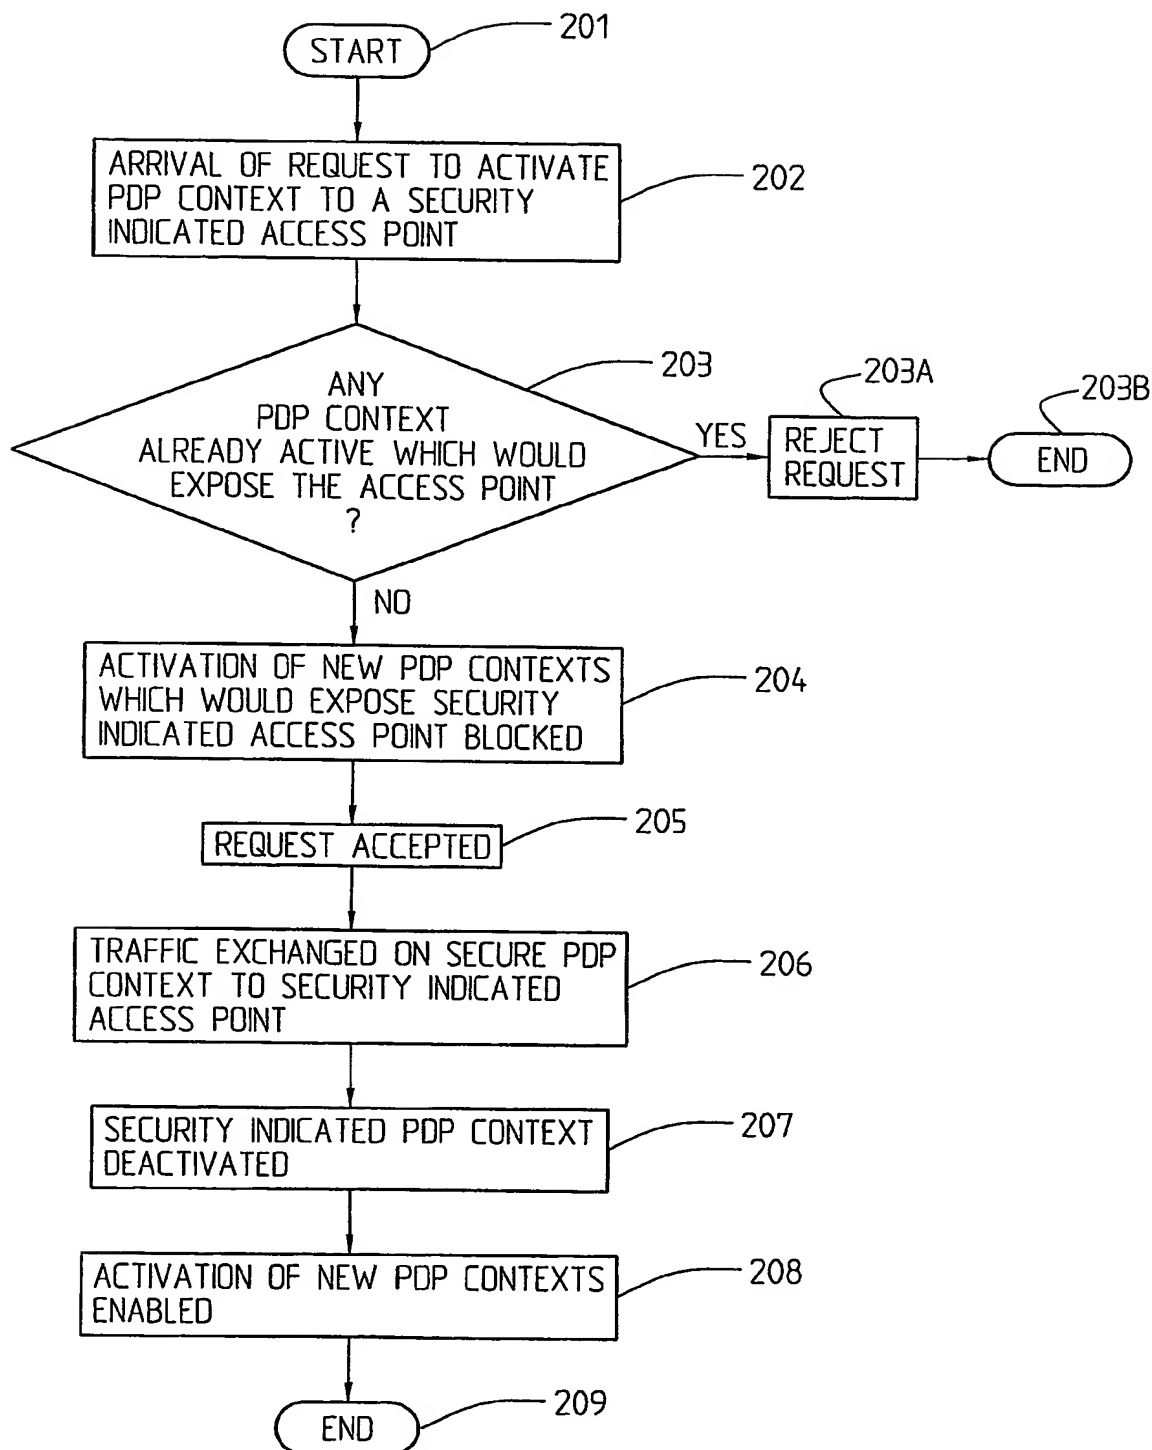 START
201
ARRIVAL OF REQUEST TO ACTIVATE
PDP CONTEXT TO A SECURITY
INDICATED ACCESS POINT
202
ANY
PDP CONTEXT
ALREADY ACTIVE WHICH WOULD
EXPOSE THE ACCESS POINT
?
203
YES
REJECT
REQUEST
203A
END
203B
NO
ACTIVATION OF NEW PDP CONTEXTS
WHICH WOULD EXPOSE SECURITY
INDICATED ACCESS POINT BLOCKED
204
REQUEST ACCEPTED
205
TRAFFIC EXCHANGED ON SECURE PDP
CONTEXT TO SECURITY INDICATED
ACCESS POINT
206
SECURITY INDICATED PDP CONTEXT
DEACTIVATED
207
ACTIVATION OF NEW PDP CONTEXTS
ENABLED
208
END
209